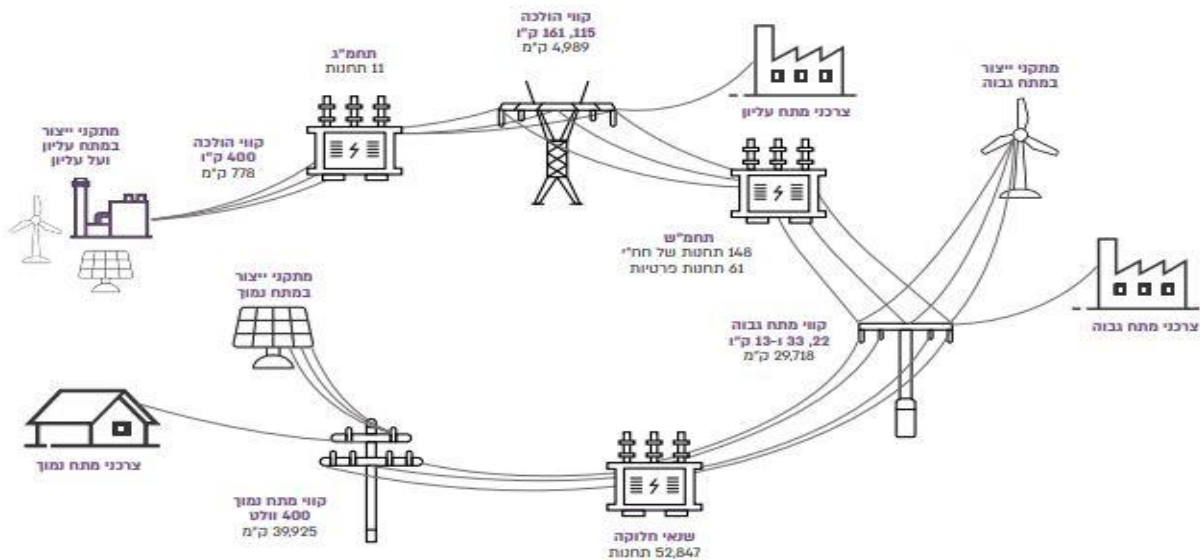 קווי הולכה
115, 161 ק"ו
4,989 ק"מ
תחמ"ג
11 תחנות
צרכני מתח עליון
מתקני ייצור
במתח גבוה
מתקני ייצור
במתח עליון
ועל עליון
קווי הולכה
400 ק"ו
778 ק"מ
תחמ"ש
148 תחנות של חח"י
61 תחנות פרטיות
מתקני ייצור
במתח נמוך
קווי מתח גבוה
22, 33 ו-13 ק"ו
29,718 ק"מ
צרכני מתח גבוה
צרכני מתח נמוך
קווי מתח נמוך
400 וולט
39,925 ק"מ
שנאי חלוקה
52,847 תחנות